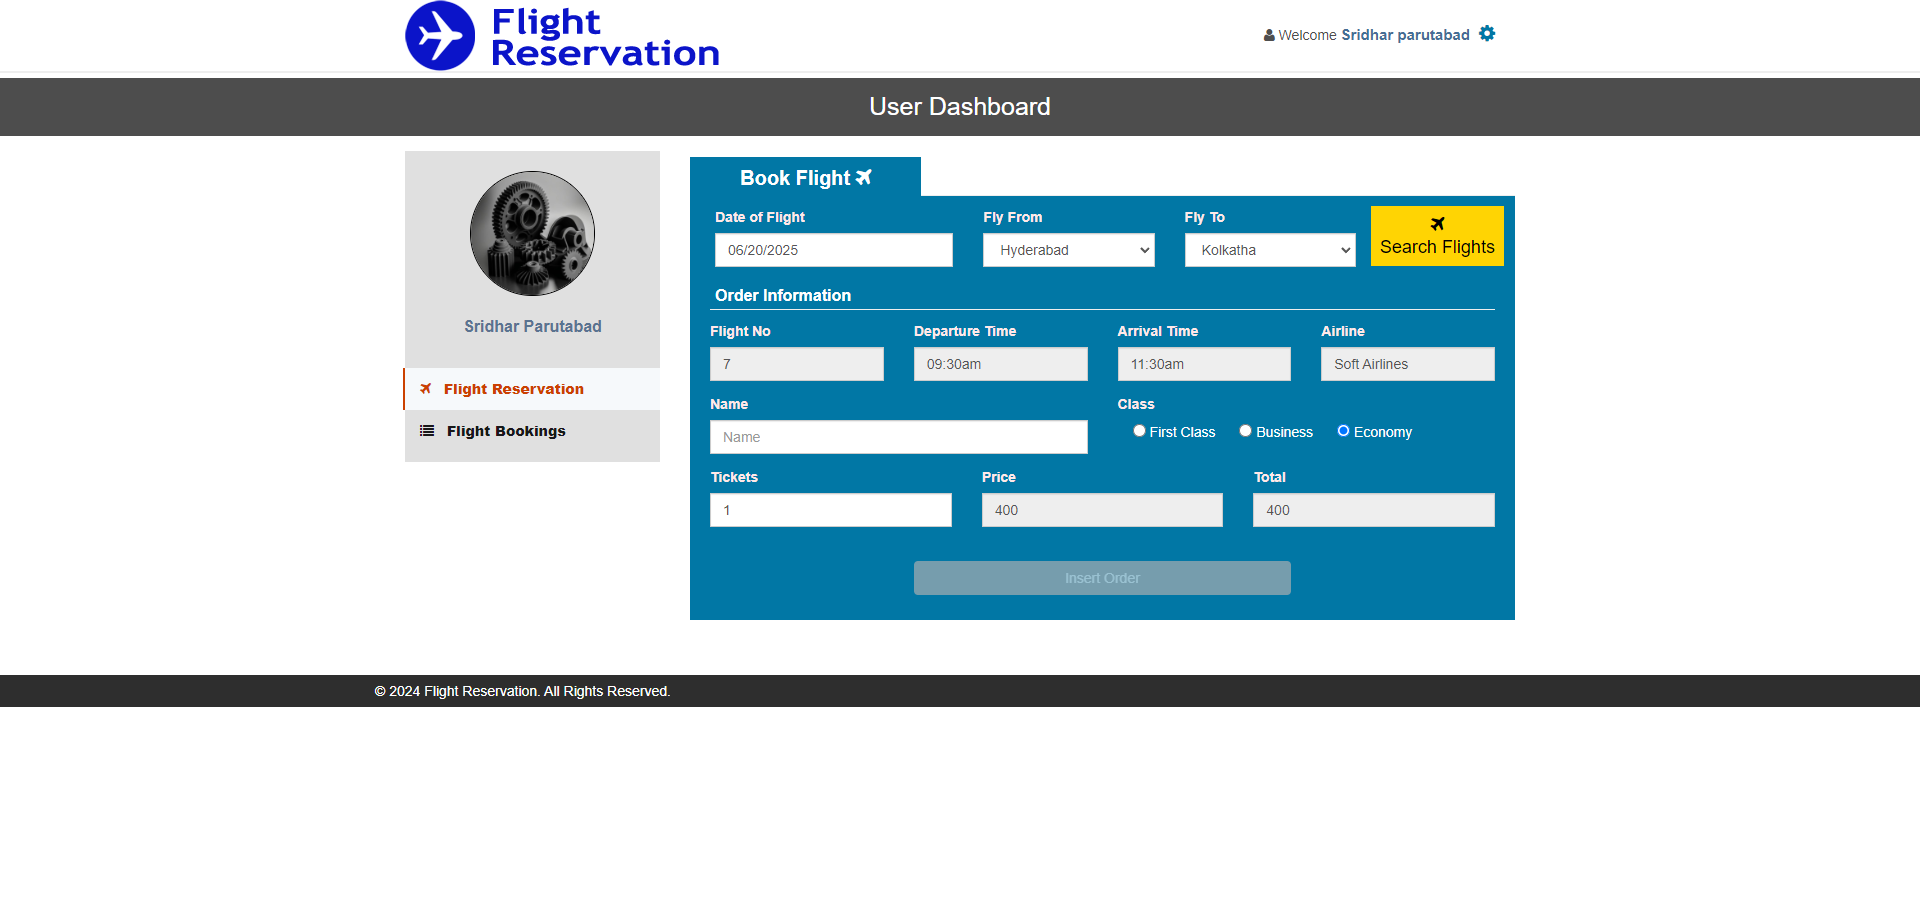 Flight
Reservation
Welcome Sridhar parutabad
User Dashboard
Sridhar Parutabad
Flight Reservation
Flight Bookings
Book Flight
Date of Flight Fly From Fly To
06/20/2025 Hyderabad Kolkatha
Search Flights
Order Information
Flight No Departure Time Arrival Time Airline
7 09:30am 11:30am Soft Airlines
Name Class
Name First Class Business Economy
Tickets Price Total
1 400 400
Insert Order
© 2024 Flight Reservation. All Rights Reserved.